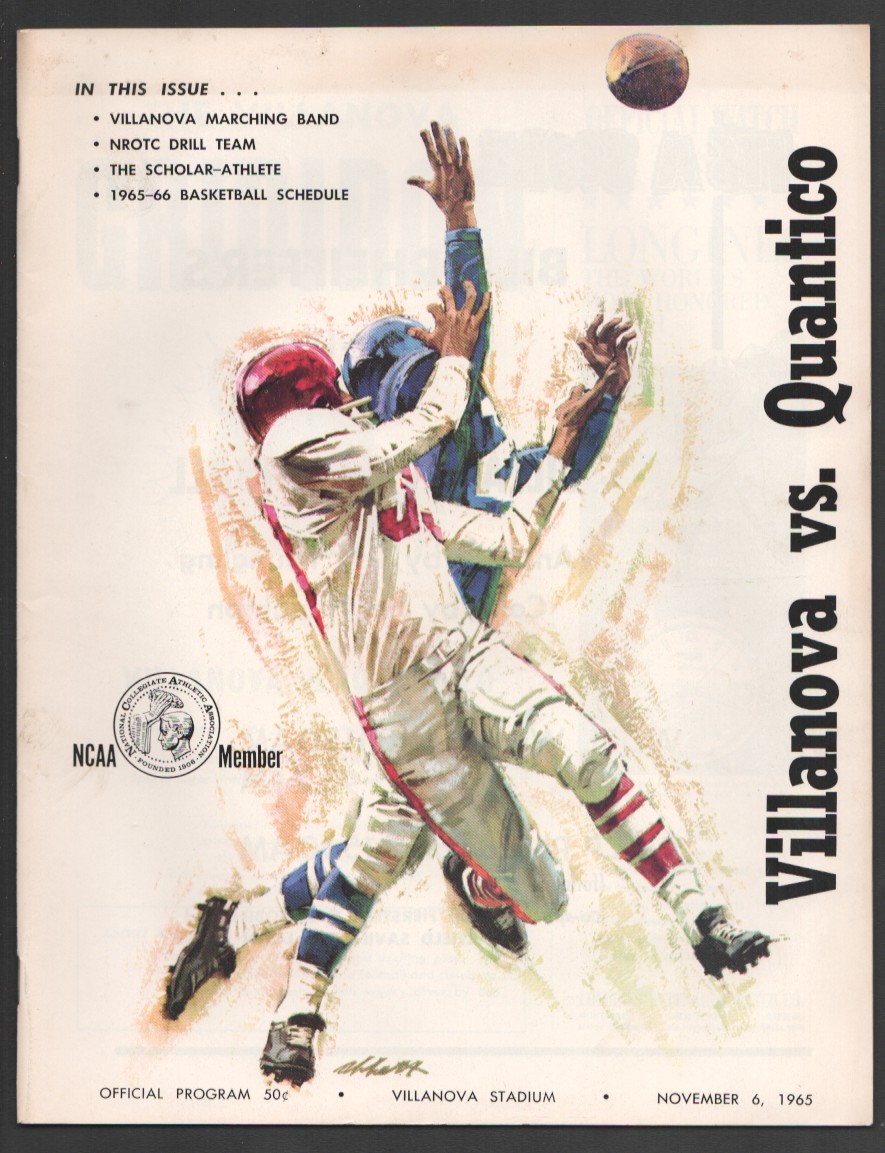 IN THIS ISSUE . . .
• VILLANOVA MARCHING BAND
• NROTC DRILL TEAM
• THE SCHOLAR–ATHLETE
• 1965–66 BASKETBALL SCHEDULE
Villanova vs. Quantico
NATIONAL COLLEGIATE ATHLETIC ASSOCIATION
• FOUNDED 1906 •
NCAA Member
OFFICIAL PROGRAM 50¢ • VILLANOVA STADIUM • NOVEMBER 6, 1965